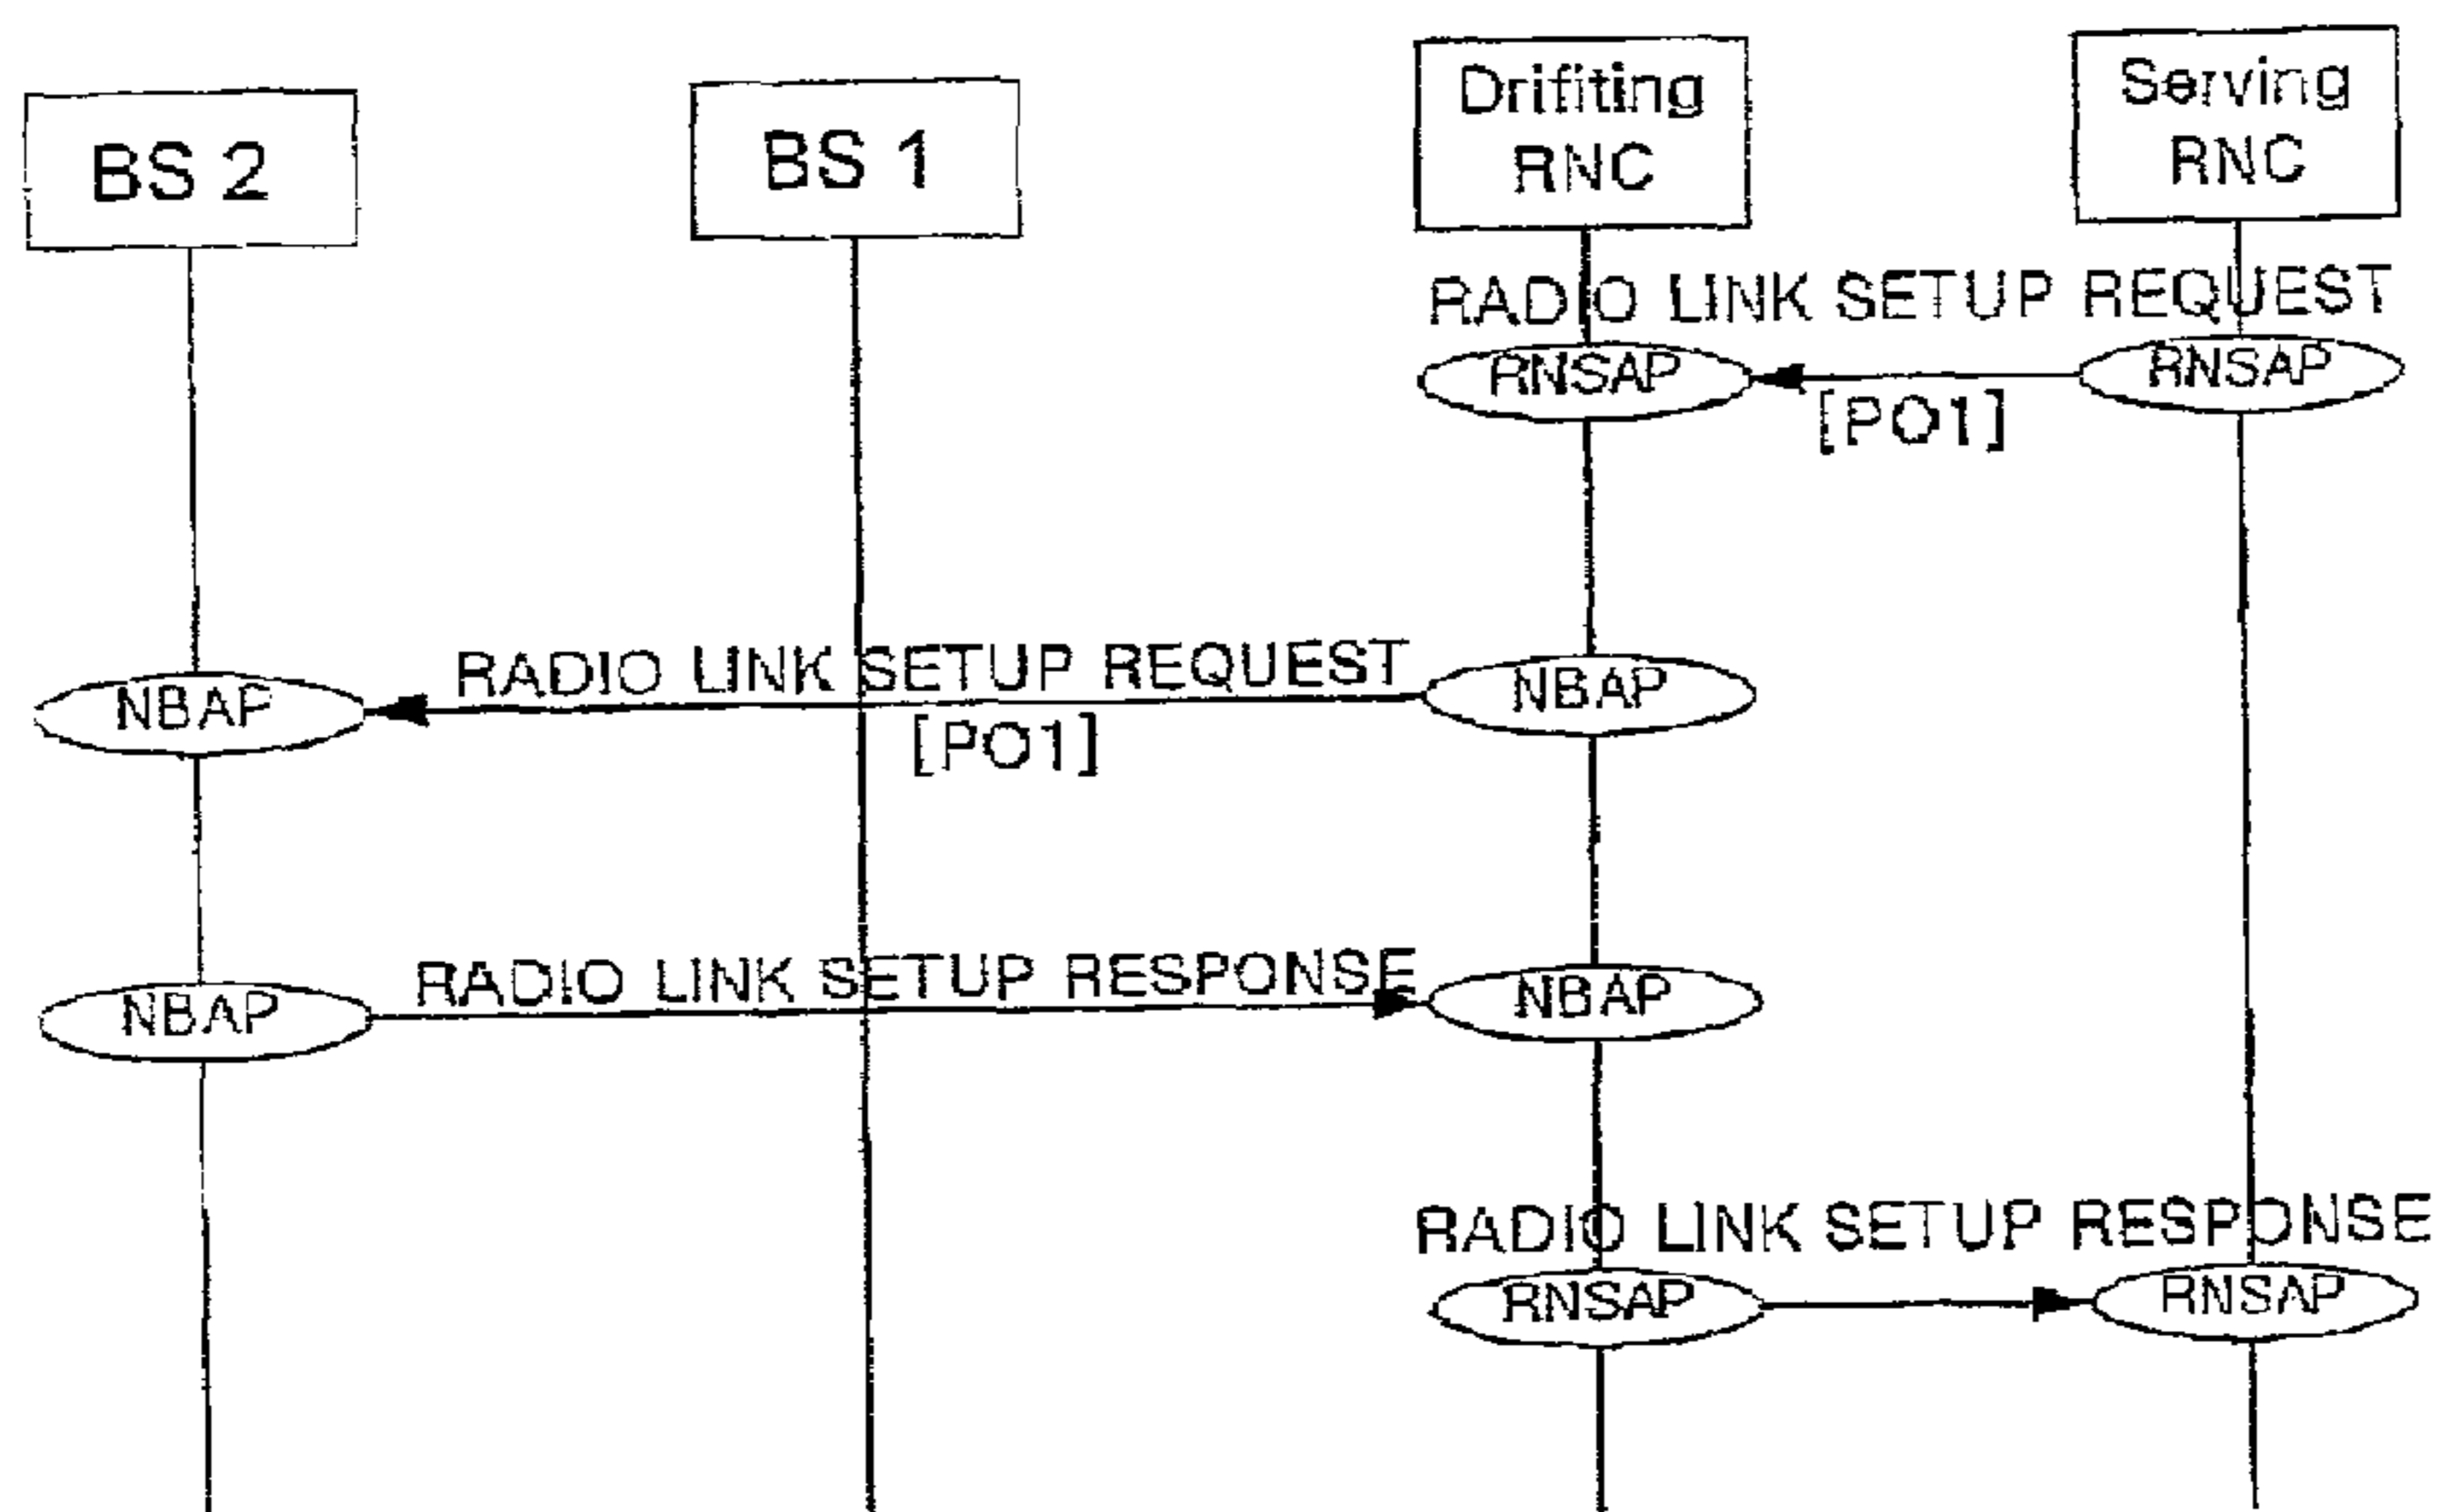 BS 2
BS 1
Drifiting
RNC
Serving
RNC
RADIO LINK SETUP REQUEST
RNSAP
RNSAP
[PO1]
RADIO LINK SETUP REQUEST
NBAP
NBAP
[PO1]
RADIO LINK SETUP RESPONSE
NBAP
NBAP
RADIO LINK SETUP RESPONSE
RNSAP
RNSAP